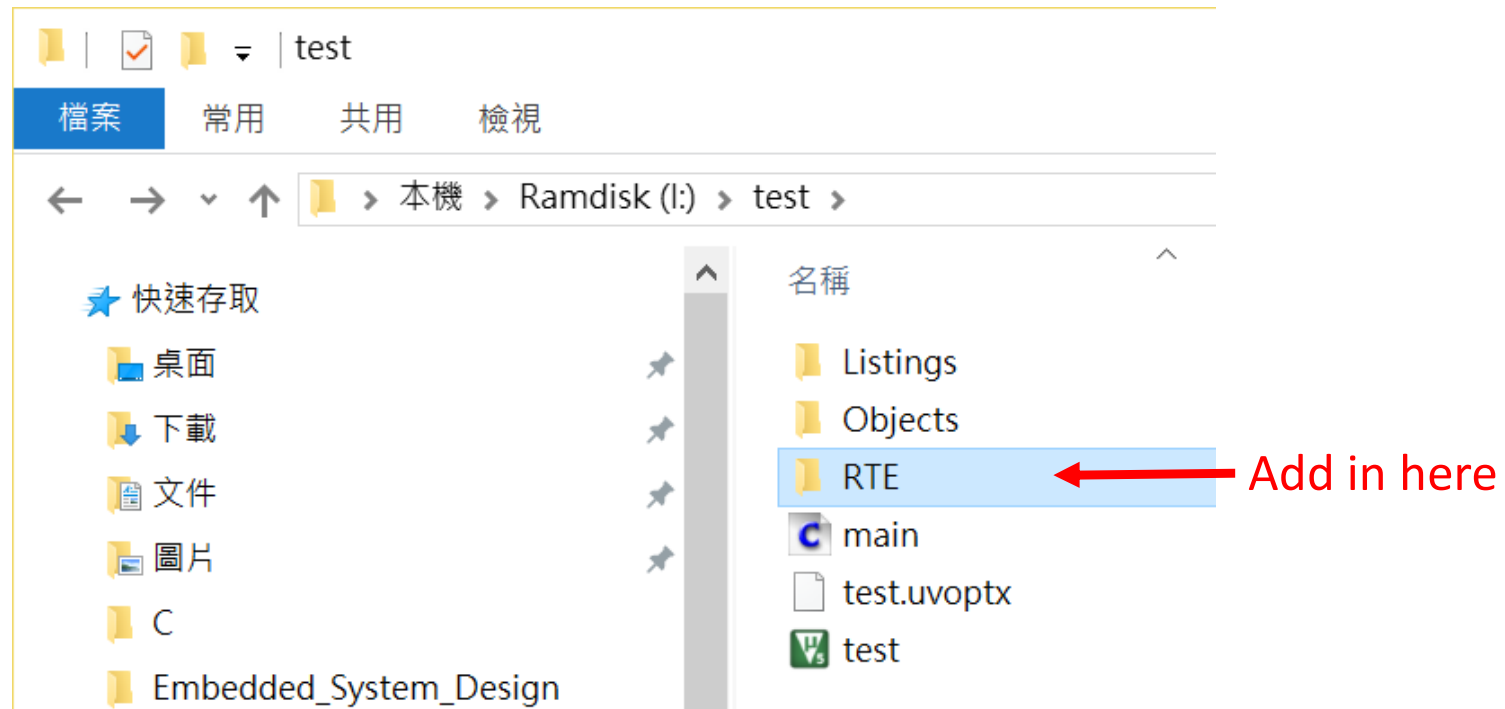 test
檔案 常用 共用 檢視
本機 > Ramdisk (I:) > test >
快速存取
桌面
下載
文件
圖片
C
Embedded_System_Design
名稱
Listings
Objects
RTE
Add in here
main
test.uvoptx
test